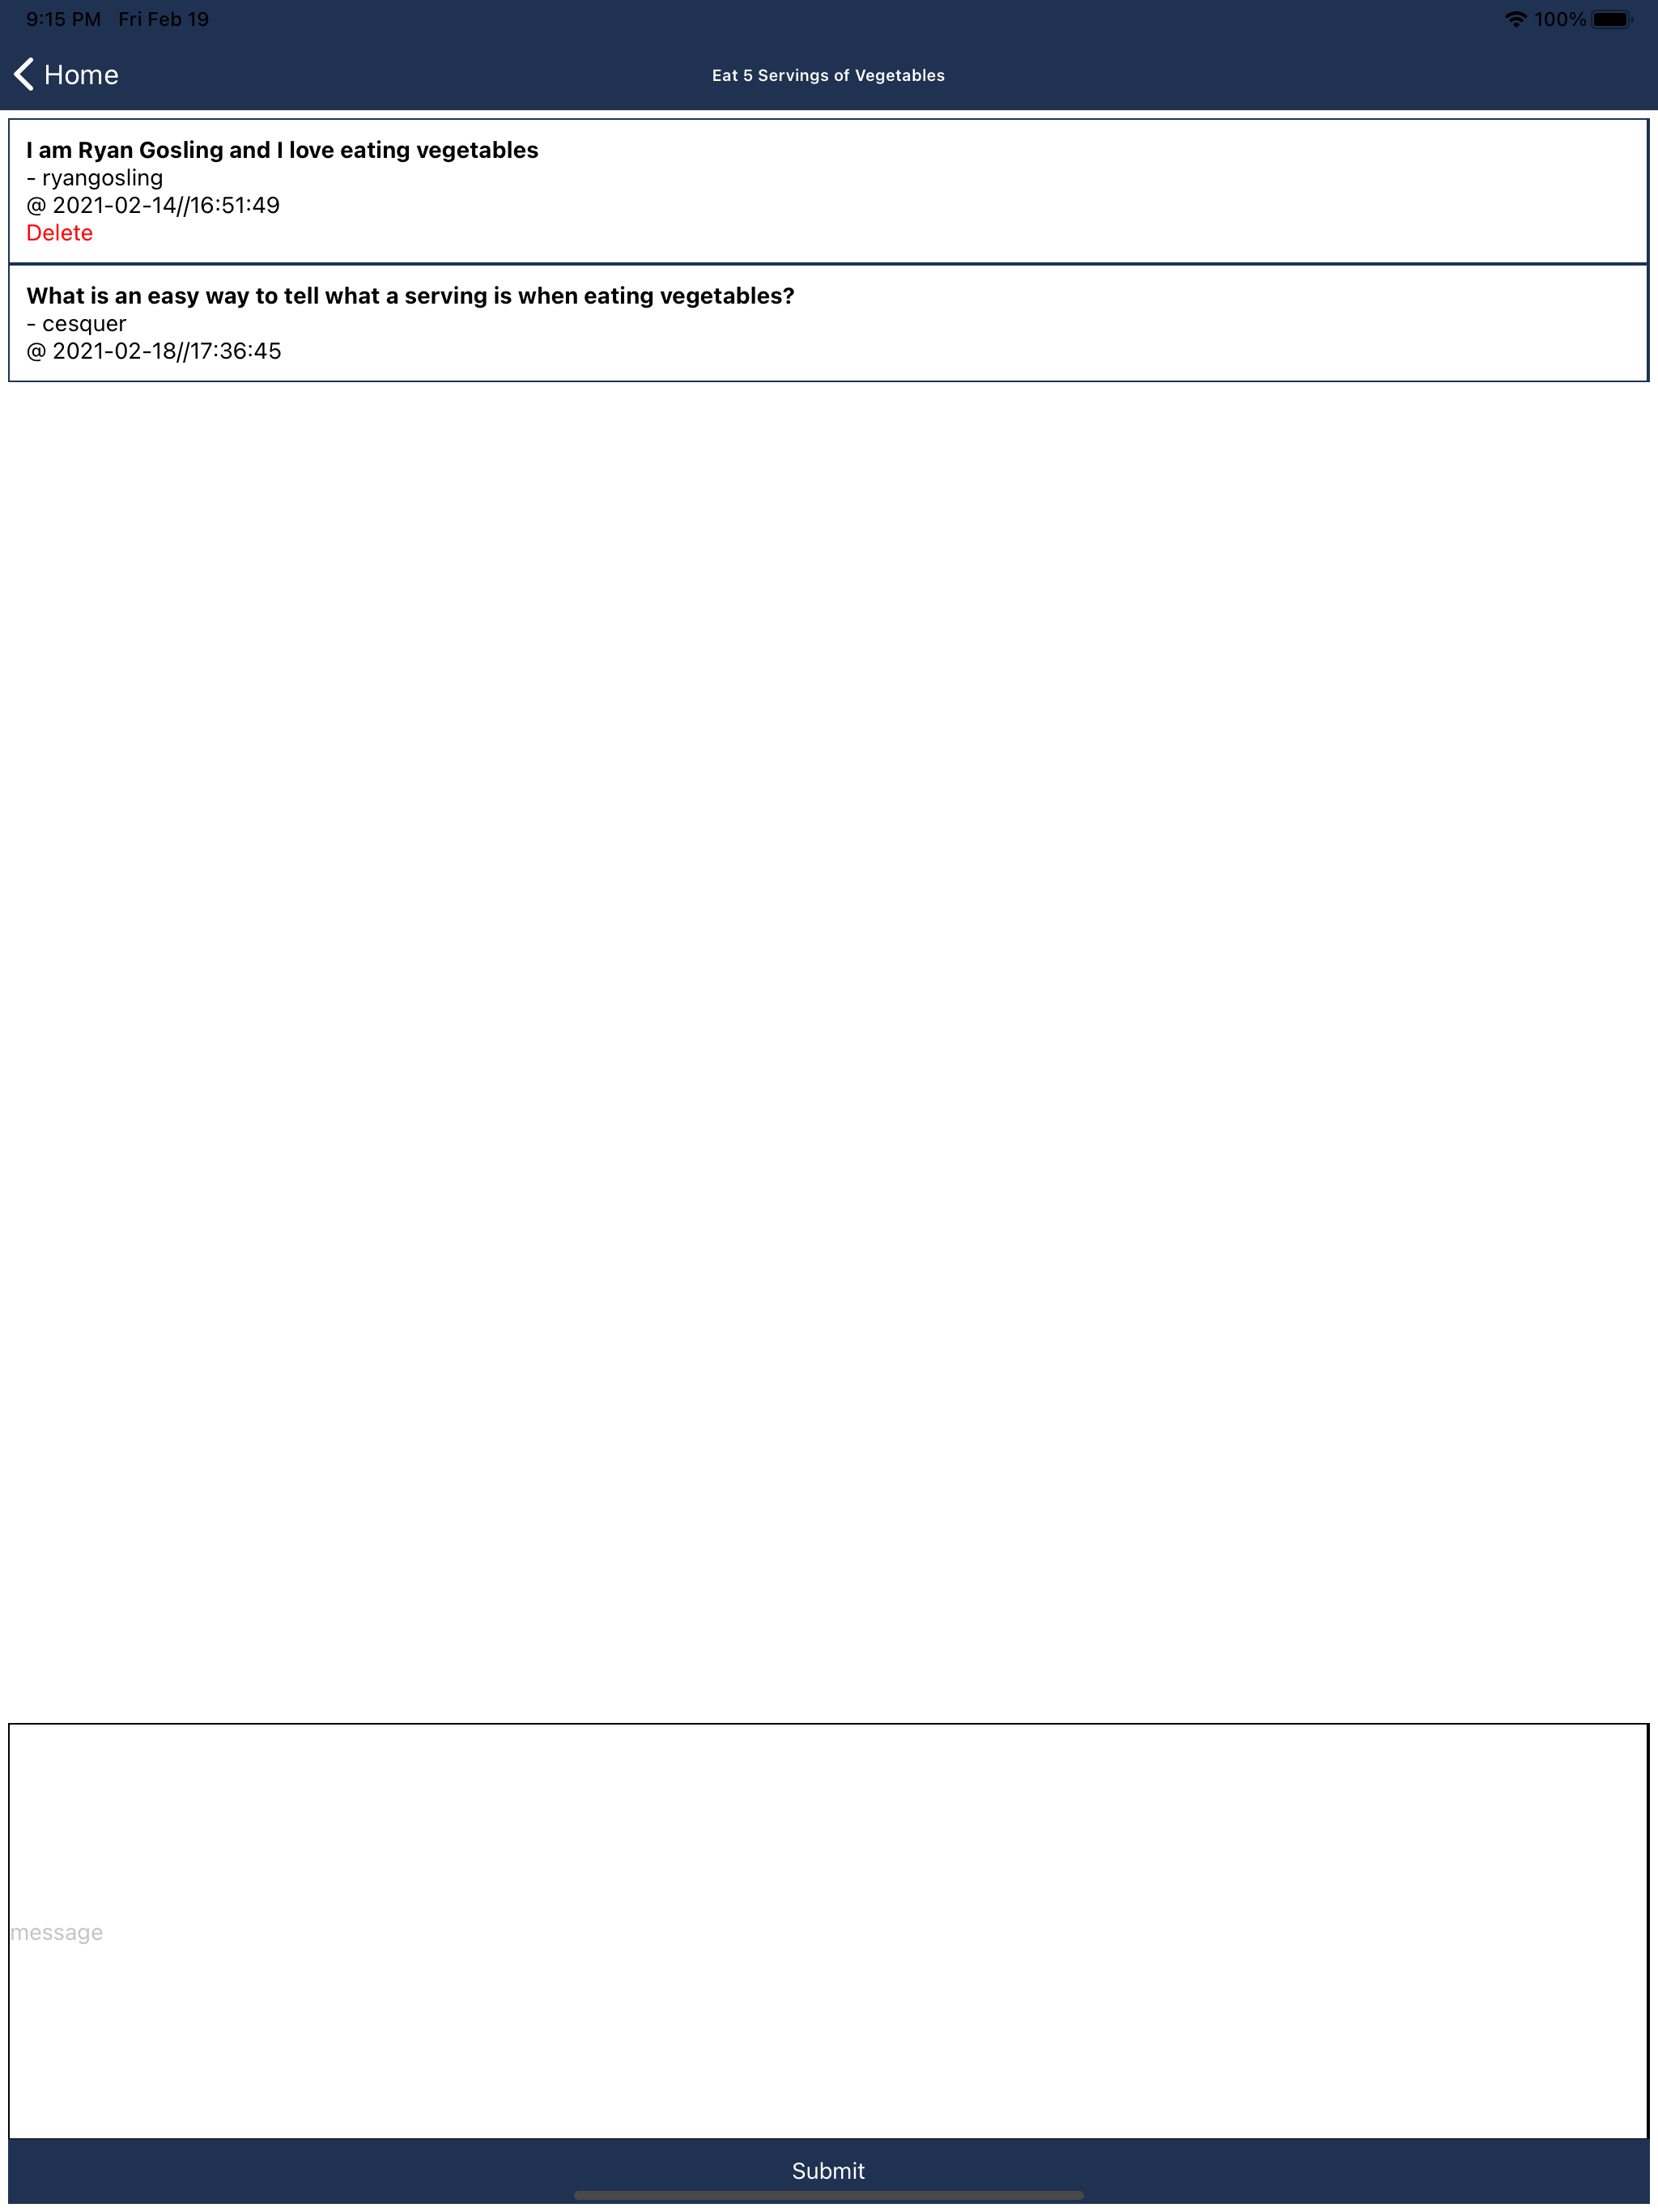 9:15 PM Fri Feb 19 100%
Home Eat 5 Servings of Vegetables
I am Ryan Gosling and I love eating vegetables
- ryangosling
@ 2021-02-14//16:51:49
Delete
What is an easy way to tell what a serving is when eating vegetables?
- cesquer
@ 2021-02-18//17:36:45
message
Submit